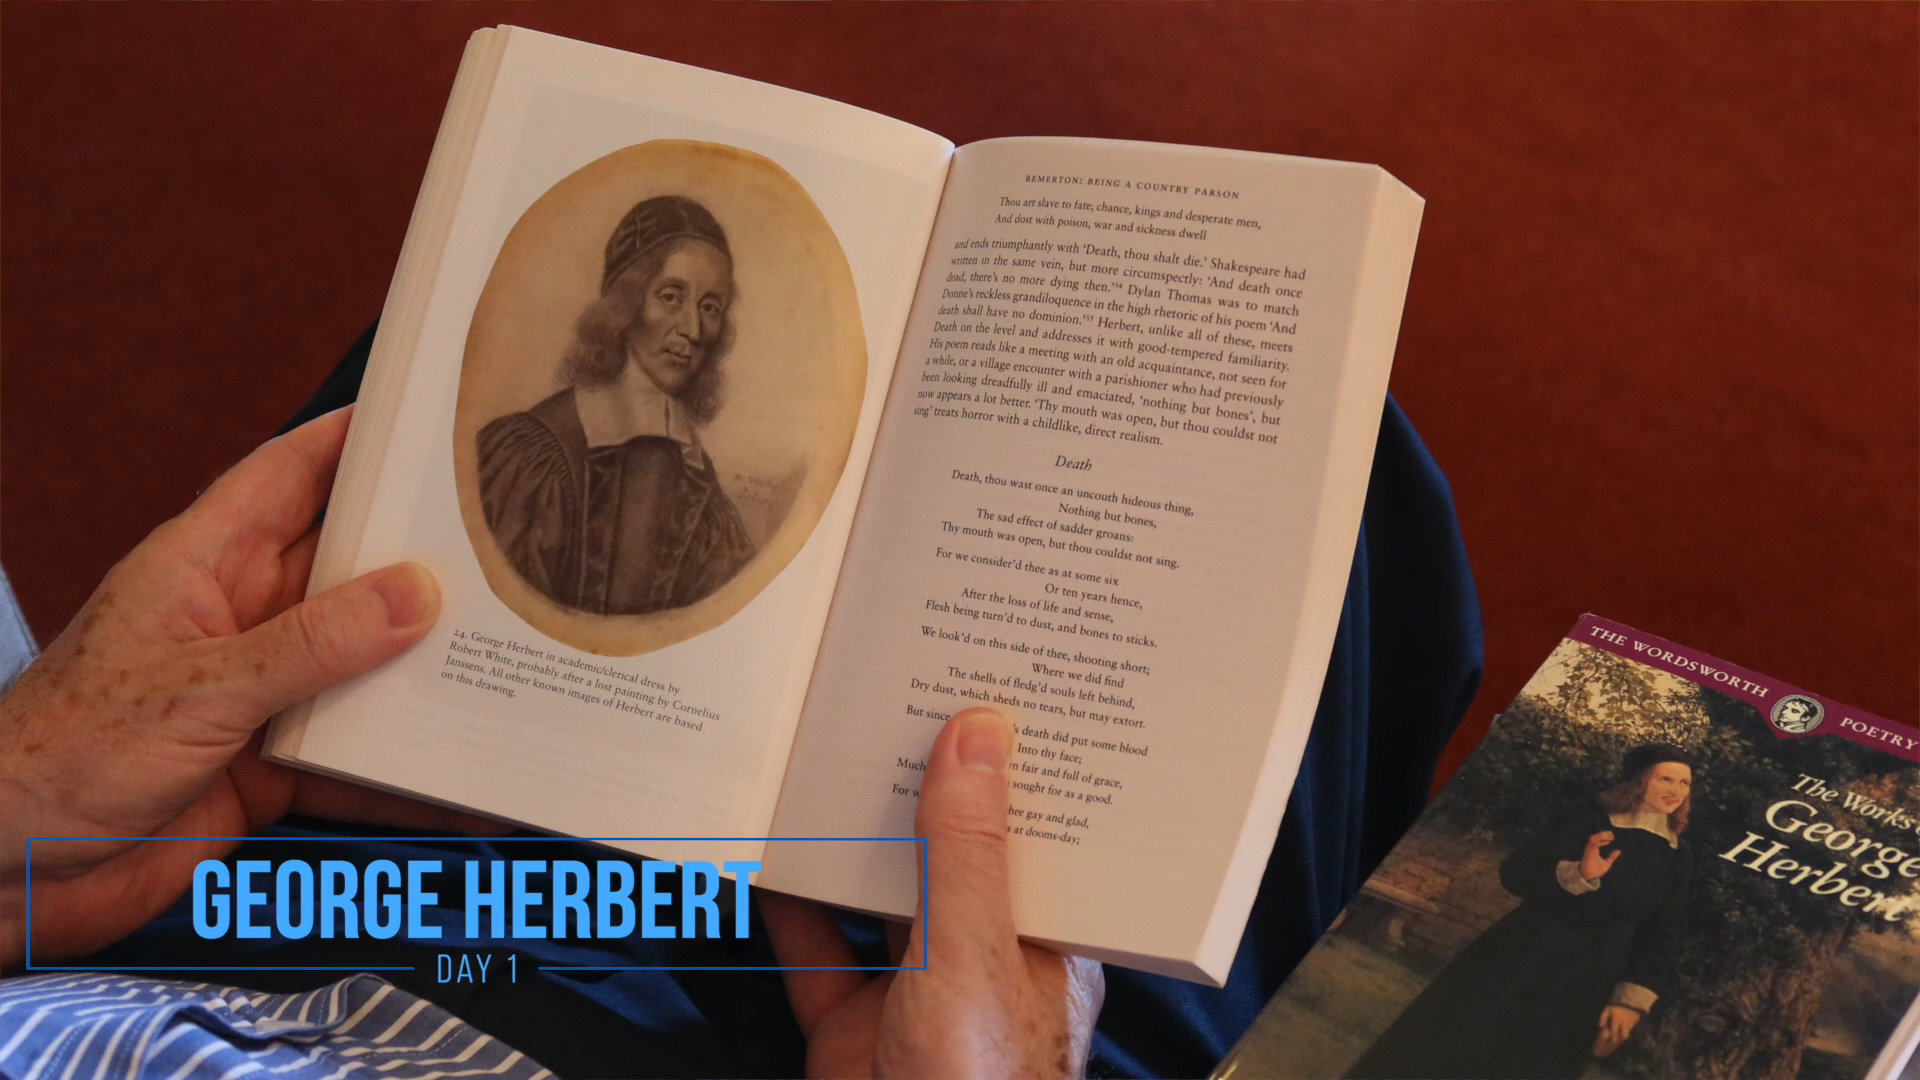 24. George Herbert in academic/clerical dress by
Robert White, probably after a lost painting by Cornelius
Janssens. All other known images of Herbert are based
on this drawing.
BEMERTON: BEING A COUNTRY PARSON
Thou art slave to fate, chance, kings and desperate men,
And dost with poison, war and sickness dwell
and ends triumphantly with ‘Death, thou shalt die.’ Shakespeare had
written in the same vein, but more circumspectly: ‘And death once
dead, there’s no more dying then.’³⁴ Dylan Thomas was to match
Donne’s reckless grandiloquence in the high rhetoric of his poem ‘And
death shall have no dominion.’³⁵ Herbert, unlike all of these, meets
Death on the level and addresses it with good-tempered familiarity.
His poem reads like a meeting with an old acquaintance, not seen for
a while, or a village encounter with a parishioner who had previously
been looking dreadfully ill and emaciated, ‘nothing but bones’, but
now appears a lot better. ‘Thy mouth was open, but thou couldst not
sing’ treats horror with a childlike, direct realism.
Death
Death, thou wast once an uncouth hideous thing,
Nothing but bones,
The sad effect of sadder groans:
Thy mouth was open, but thou couldst not sing.
For we consider’d thee as at some six
Or ten years hence,
After the loss of life and sense,
Flesh being turn’d to dust, and bones to sticks.
We look’d on this side of thee, shooting short;
Where we did find
The shells of fledg’d souls left behind,
Dry dust, which sheds no tears, but may extort.
But since ’s death did put some blood
Into thy face;
fair and full of grace,
Much sought for as a good.
For gay and glad,
at dooms-day;
THE WORDSWORTH POETRY
The Works
George
Herbert
GEORGE HERBERT
DAY 1